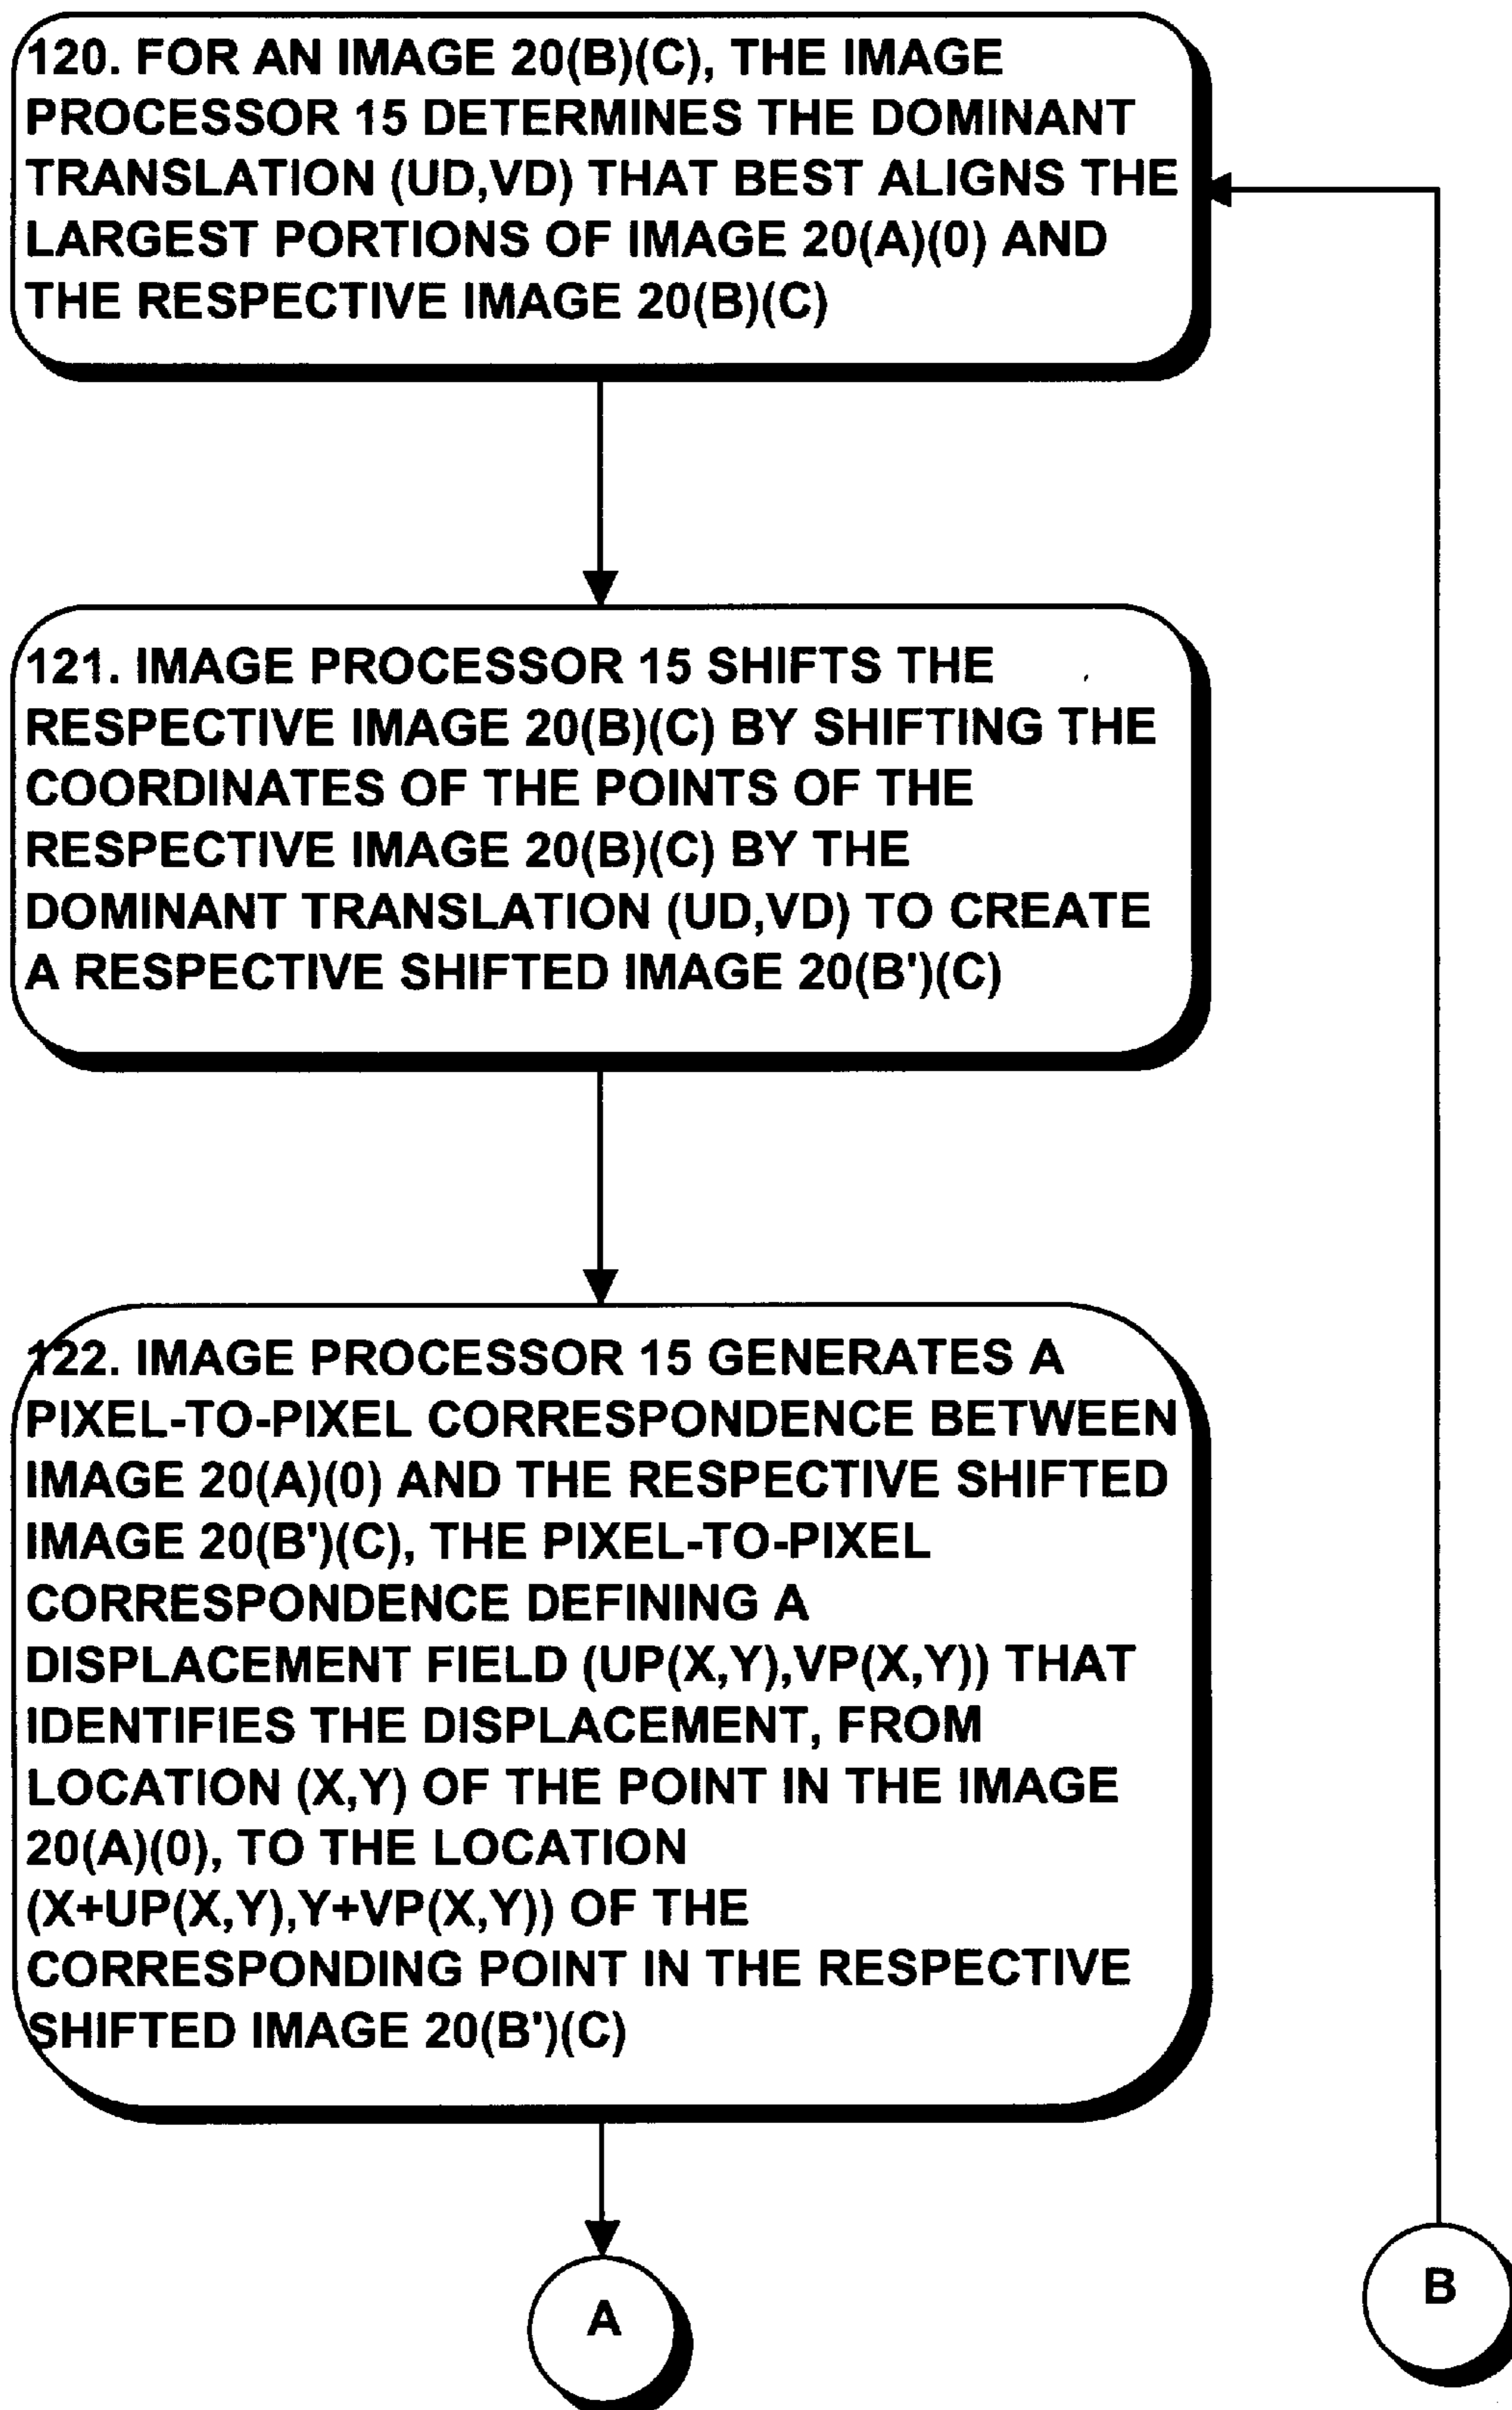 120. FOR AN IMAGE 20(B)(C), THE IMAGE
PROCESSOR 15 DETERMINES THE DOMINANT
TRANSLATION (UD,VD) THAT BEST ALIGNS THE
LARGEST PORTIONS OF IMAGE 20(A)(0) AND
THE RESPECTIVE IMAGE 20(B)(C)
121. IMAGE PROCESSOR 15 SHIFTS THE
RESPECTIVE IMAGE 20(B)(C) BY SHIFTING THE
COORDINATES OF THE POINTS OF THE
RESPECTIVE IMAGE 20(B)(C) BY THE
DOMINANT TRANSLATION (UD,VD) TO CREATE
A RESPECTIVE SHIFTED IMAGE 20(B')(C)
122. IMAGE PROCESSOR 15 GENERATES A
PIXEL-TO-PIXEL CORRESPONDENCE BETWEEN
IMAGE 20(A)(0) AND THE RESPECTIVE SHIFTED
IMAGE 20(B')(C), THE PIXEL-TO-PIXEL
CORRESPONDENCE DEFINING A
DISPLACEMENT FIELD (UP(X,Y),VP(X,Y)) THAT
IDENTIFIES THE DISPLACEMENT, FROM
LOCATION (X,Y) OF THE POINT IN THE IMAGE
20(A)(0), TO THE LOCATION
(X+UP(X,Y),Y+VP(X,Y)) OF THE
CORRESPONDING POINT IN THE RESPECTIVE
SHIFTED IMAGE 20(B')(C)
A
B